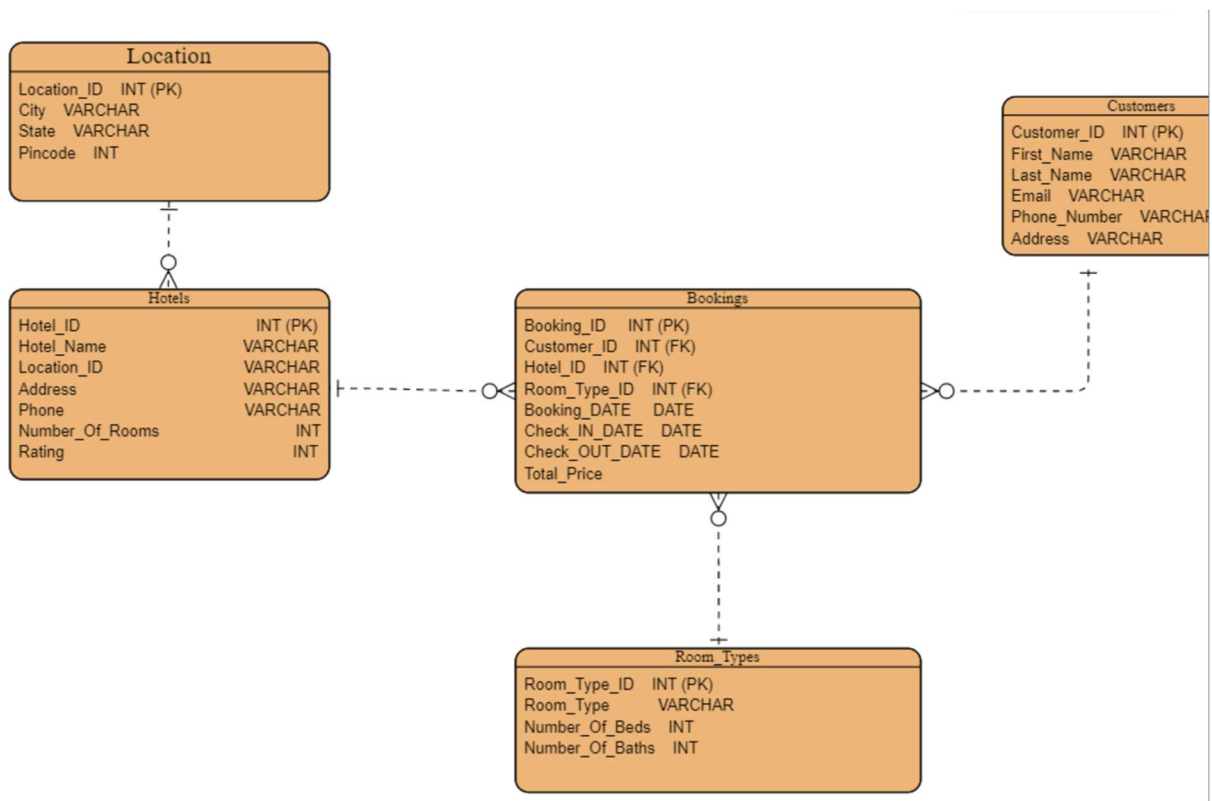 Location
Location_ID INT (PK)
City VARCHAR
State VARCHAR
Pincode INT
Customers
Customer_ID INT (PK)
First_Name VARCHAR
Last_Name VARCHAR
Email VARCHAR
Phone_Number
Address VARCHAR
Hotels
Hotel_ID INT (PK)
Hotel_Name VARCHAR
Location_ID VARCHAR
Address VARCHAR
Phone VARCHAR
Number_Of_Rooms INT
Rating INT
Bookings
Booking_ID INT (PK)
Customer_ID INT (FK)
Hotel_ID INT (FK)
Room_Type_ID INT (FK)
Booking_DATE DATE
Check_IN_DATE DATE
Check_OUT_DATE DATE
Total_Price
Room_Types
Room_Type_ID INT (PK)
Room_Type VARCHAR
Number_Of_Beds INT
Number_Of_Baths INT